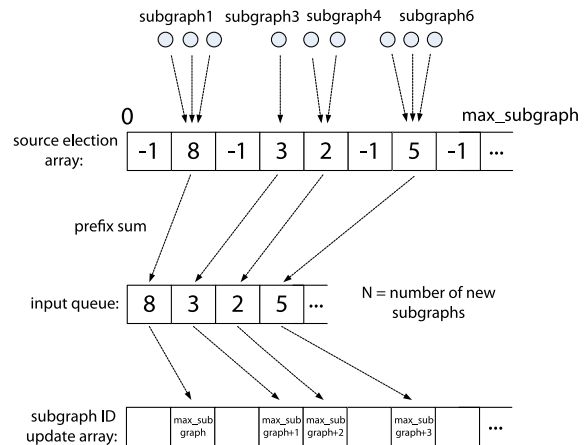 subgraph1 subgraph3 subgraph4 subgraph6
0 max_subgraph
source election array: -1 8 -1 3 2 -1 5 -1 ...
prefix sum
input queue: 8 3 2 5 ...
N = number of new
subgraphs
subgraph ID
update array:
max_sub
graph
max_sub
graph+1
max_sub
graph+2
max_sub
graph+3
...